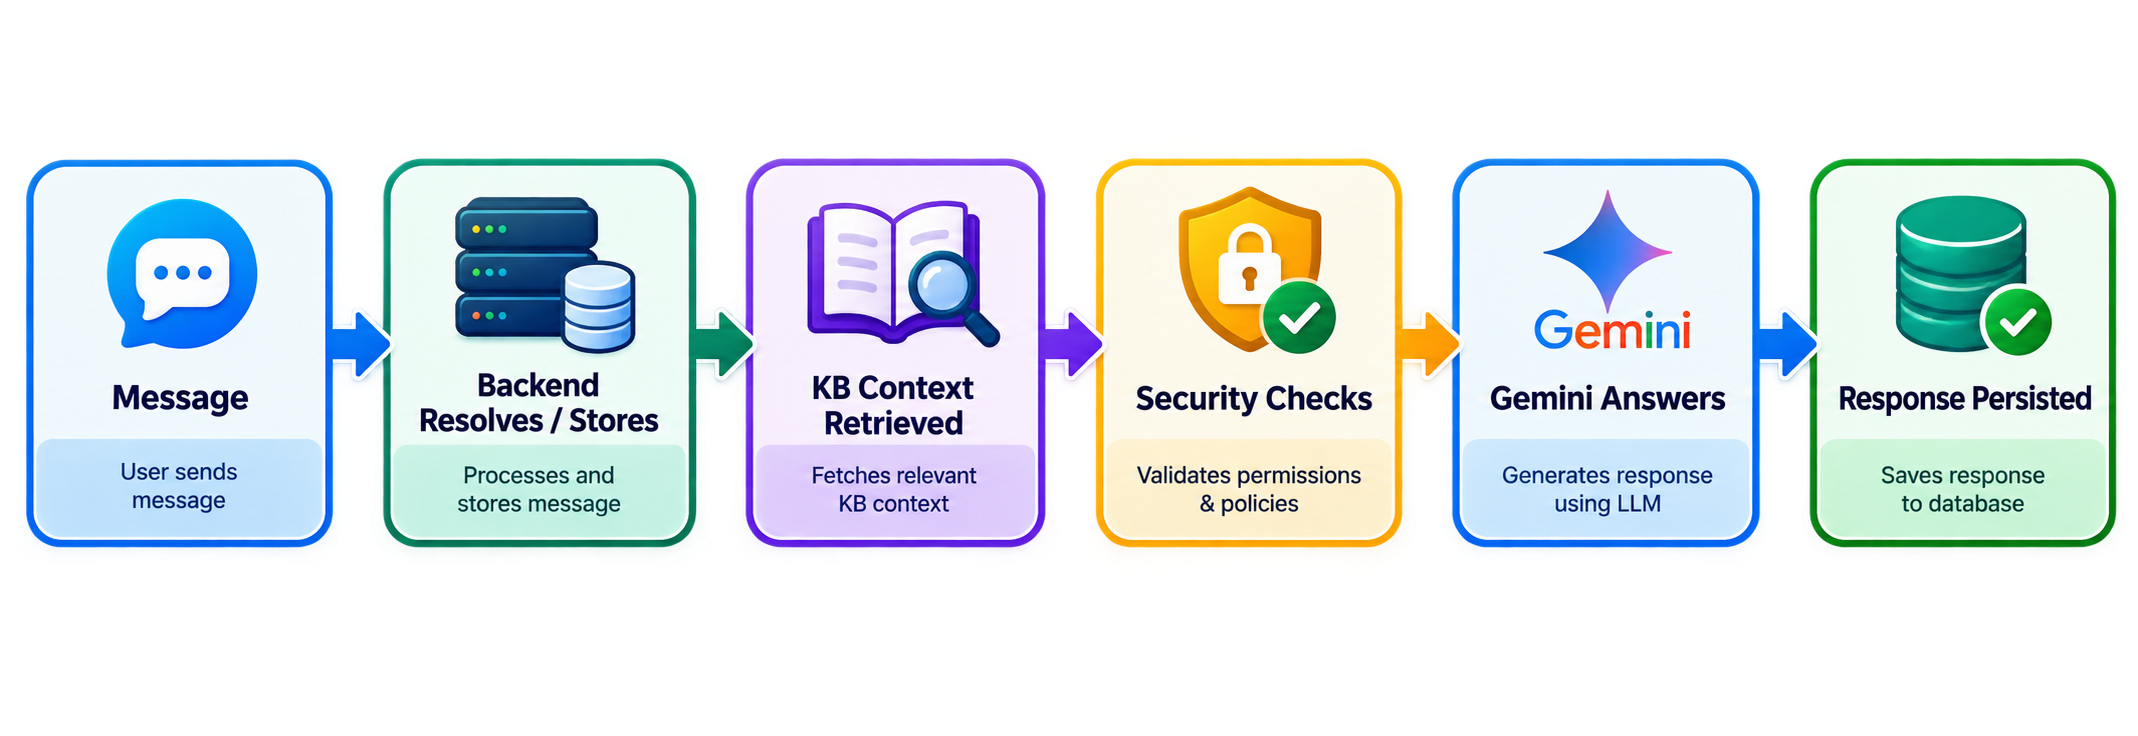 Message
User sends
message
Backend
Resolves / Stores
Processes and
stores message
KB Context
Retrieved
Fetches relevant
KB context
Security Checks
Validates permissions
& policies
Gemini
Gemini Answers
Generates response
using LLM
Response Persisted
Saves response
to database